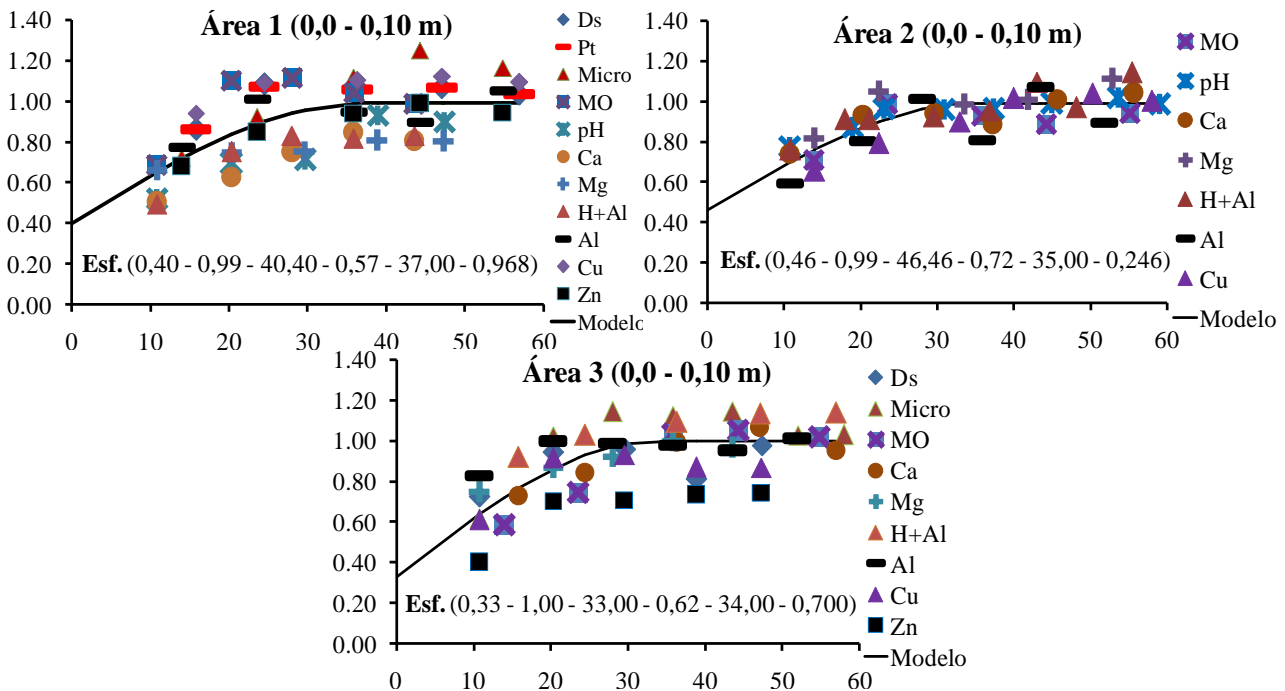 Área 1 (0,0 - 0,10 m)
1.40
1.20
1.00
0.80
0.60
0.40
0.20
0.00
0 10 20 30 40 50 60
Esf. (0,40 - 0,99 - 40,40 - 0,57 - 37,00 - 0,968)
Ds
Pt
Micro
MO
pH
Ca
Mg
H+Al
Al
Cu
Zn
Modelo
Área 2 (0,0 - 0,10 m)
1.40
1.20
1.00
0.80
0.60
0.40
0.20
0.00
0 10 20 30 40 50 60
Esf. (0,46 - 0,99 - 46,46 - 0,72 - 35,00 - 0,246)
MO
pH
Ca
Mg
H+Al
Al
Cu
Modelo
Área 3 (0,0 - 0,10 m)
1.40
1.20
1.00
0.80
0.60
0.40
0.20
0.00
0 10 20 30 40 50 60
Esf. (0,33 - 1,00 - 33,00 - 0,62 - 34,00 - 0,700)
Ds
Micro
MO
Ca
Mg
H+Al
Al
Cu
Zn
Modelo